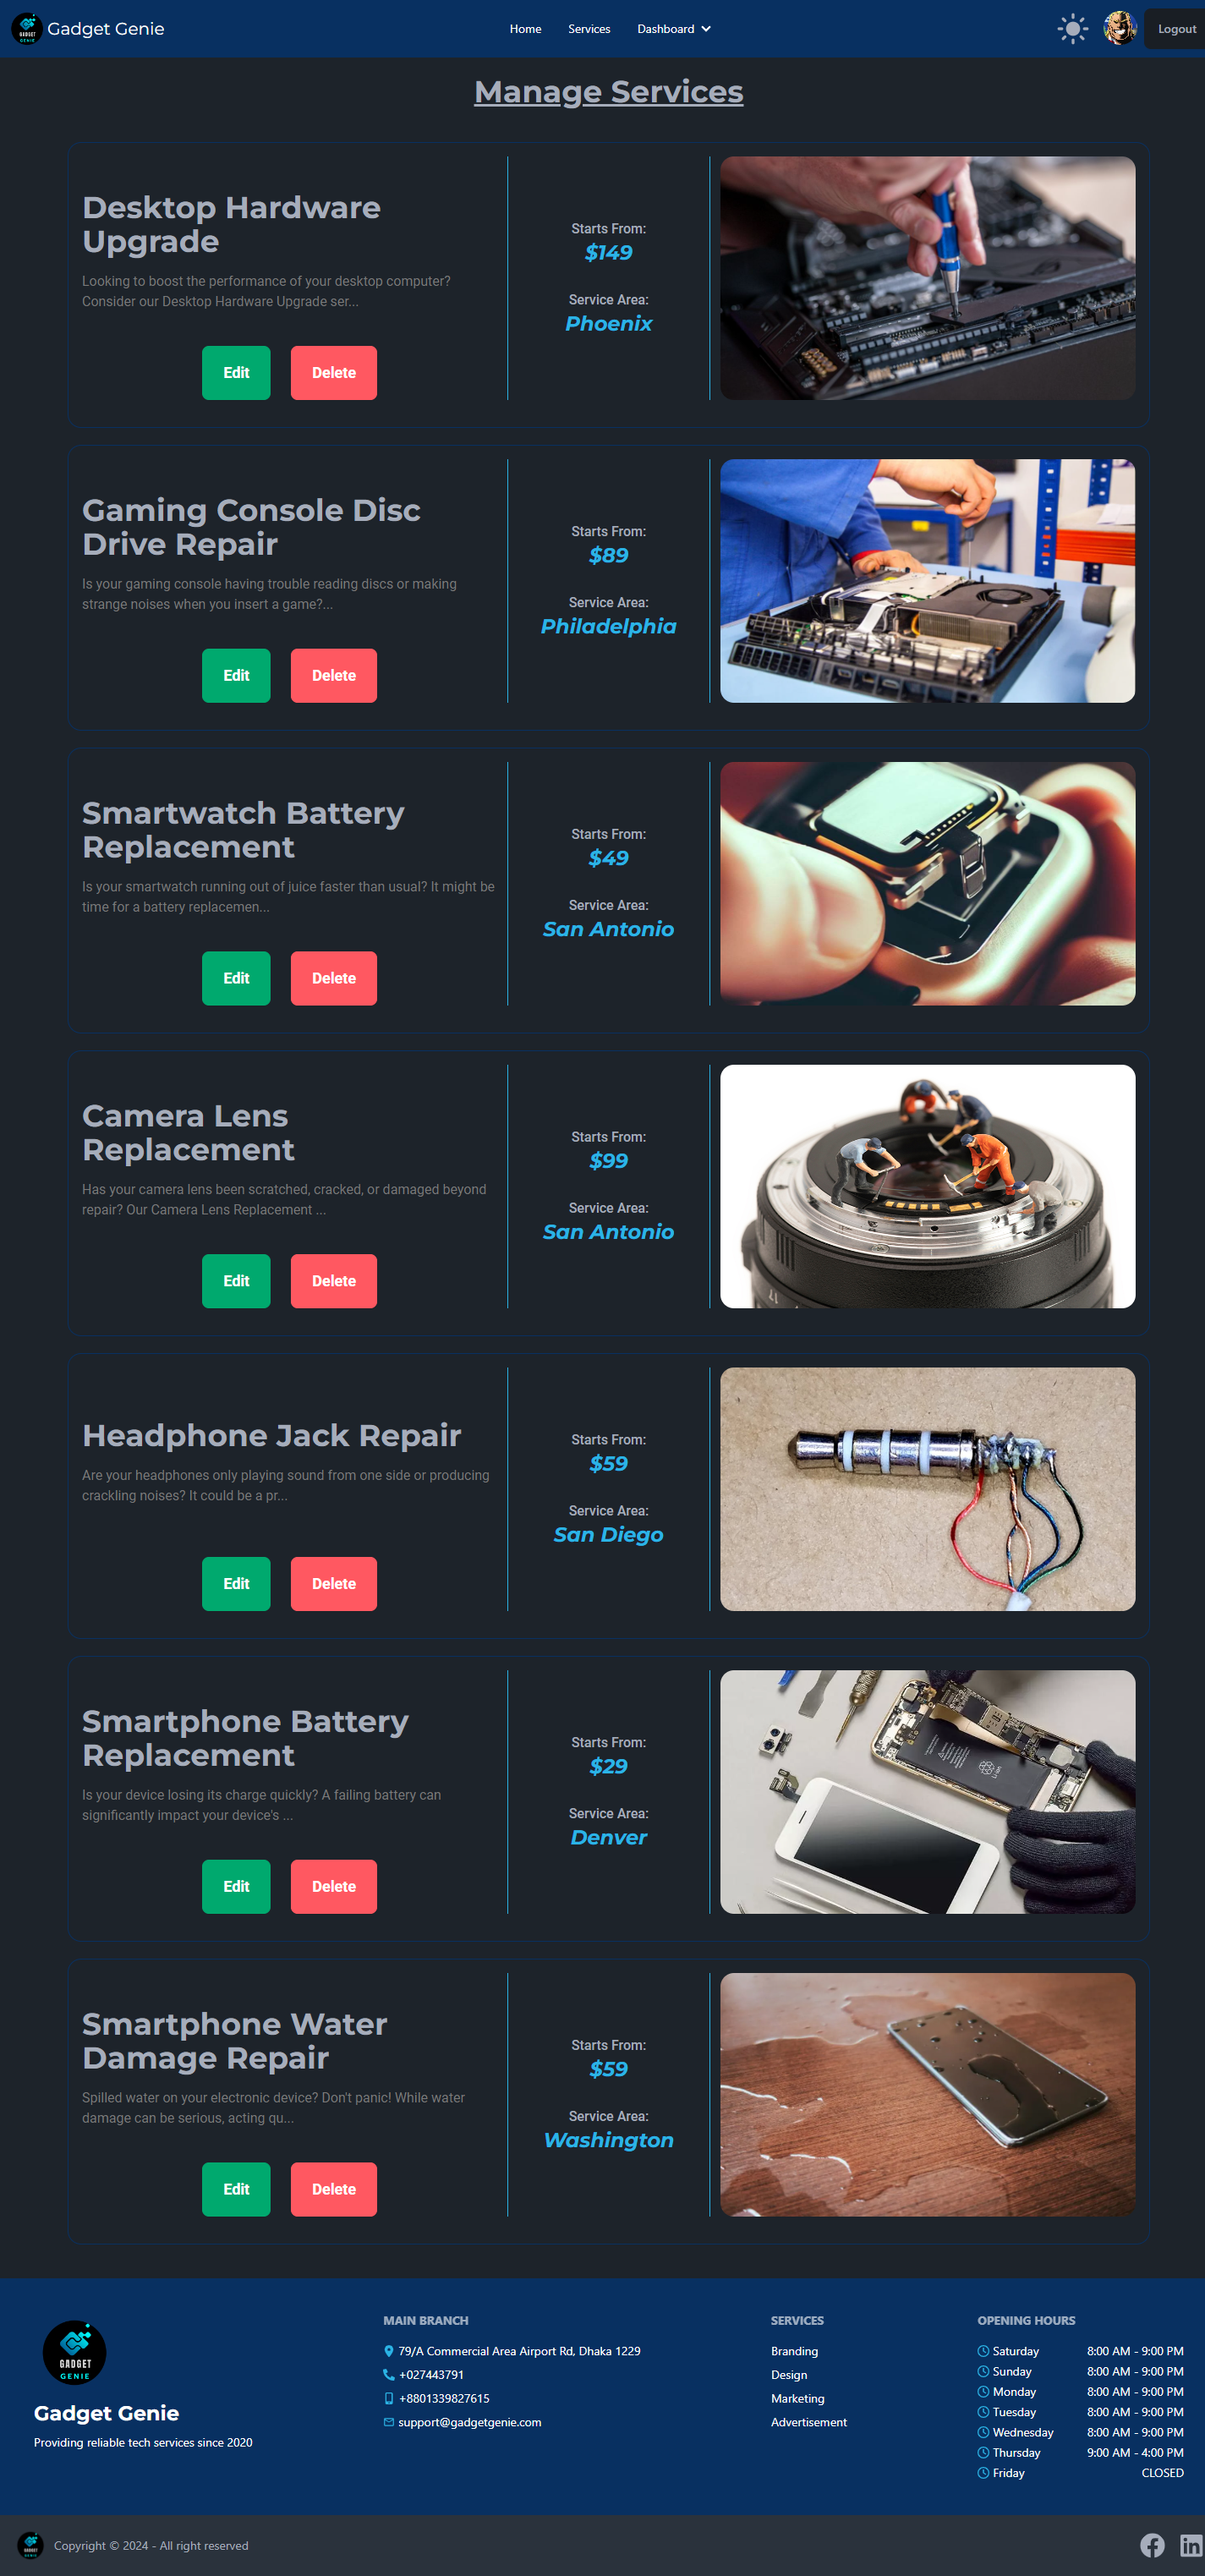 GADGET
GENIE
Gadget Genie
Home
Services
Dashboard
Logout
Manage Services
Desktop Hardware
Upgrade
Looking to boost the performance of your desktop computer?
Consider our Desktop Hardware Upgrade ser...
Edit
Delete
Starts From:
$149
Service Area:
Phoenix
Gaming Console Disc
Drive Repair
Is your gaming console having trouble reading discs or making
strange noises when you insert a game?...
Edit
Delete
Starts From:
$89
Service Area:
Philadelphia
Smartwatch Battery
Replacement
Is your smartwatch running out of juice faster than usual? It might be
time for a battery replacemen...
Edit
Delete
Starts From:
$49
Service Area:
San Antonio
Camera Lens
Replacement
Has your camera lens been scratched, cracked, or damaged beyond
repair? Our Camera Lens Replacement ...
Edit
Delete
Starts From:
$99
Service Area:
San Antonio
Headphone Jack Repair
Are your headphones only playing sound from one side or producing
crackling noises? It could be a pr...
Edit
Delete
Starts From:
$59
Service Area:
San Diego
Smartphone Battery
Replacement
Is your device losing its charge quickly? A failing battery can
significantly impact your device's ...
Edit
Delete
Starts From:
$29
Service Area:
Denver
Smartphone Water
Damage Repair
Spilled water on your electronic device? Don't panic! While water
damage can be serious, acting qu...
Edit
Delete
Starts From:
$59
Service Area:
Washington
GADGET
GENIE
Gadget Genie
Providing reliable tech services since 2020
MAIN BRANCH
79/A Commercial Area Airport Rd, Dhaka 1229
+027443791
+8801339827615
support@gadgetgenie.com
SERVICES
Branding
Design
Marketing
Advertisement
OPENING HOURS
Saturday 8:00 AM - 9:00 PM
Sunday 8:00 AM - 9:00 PM
Monday 8:00 AM - 9:00 PM
Tuesday 8:00 AM - 9:00 PM
Wednesday 8:00 AM - 9:00 PM
Thursday 9:00 AM - 4:00 PM
Friday CLOSED
GADGET
GENIE
Copyright © 2024 - All right reserved